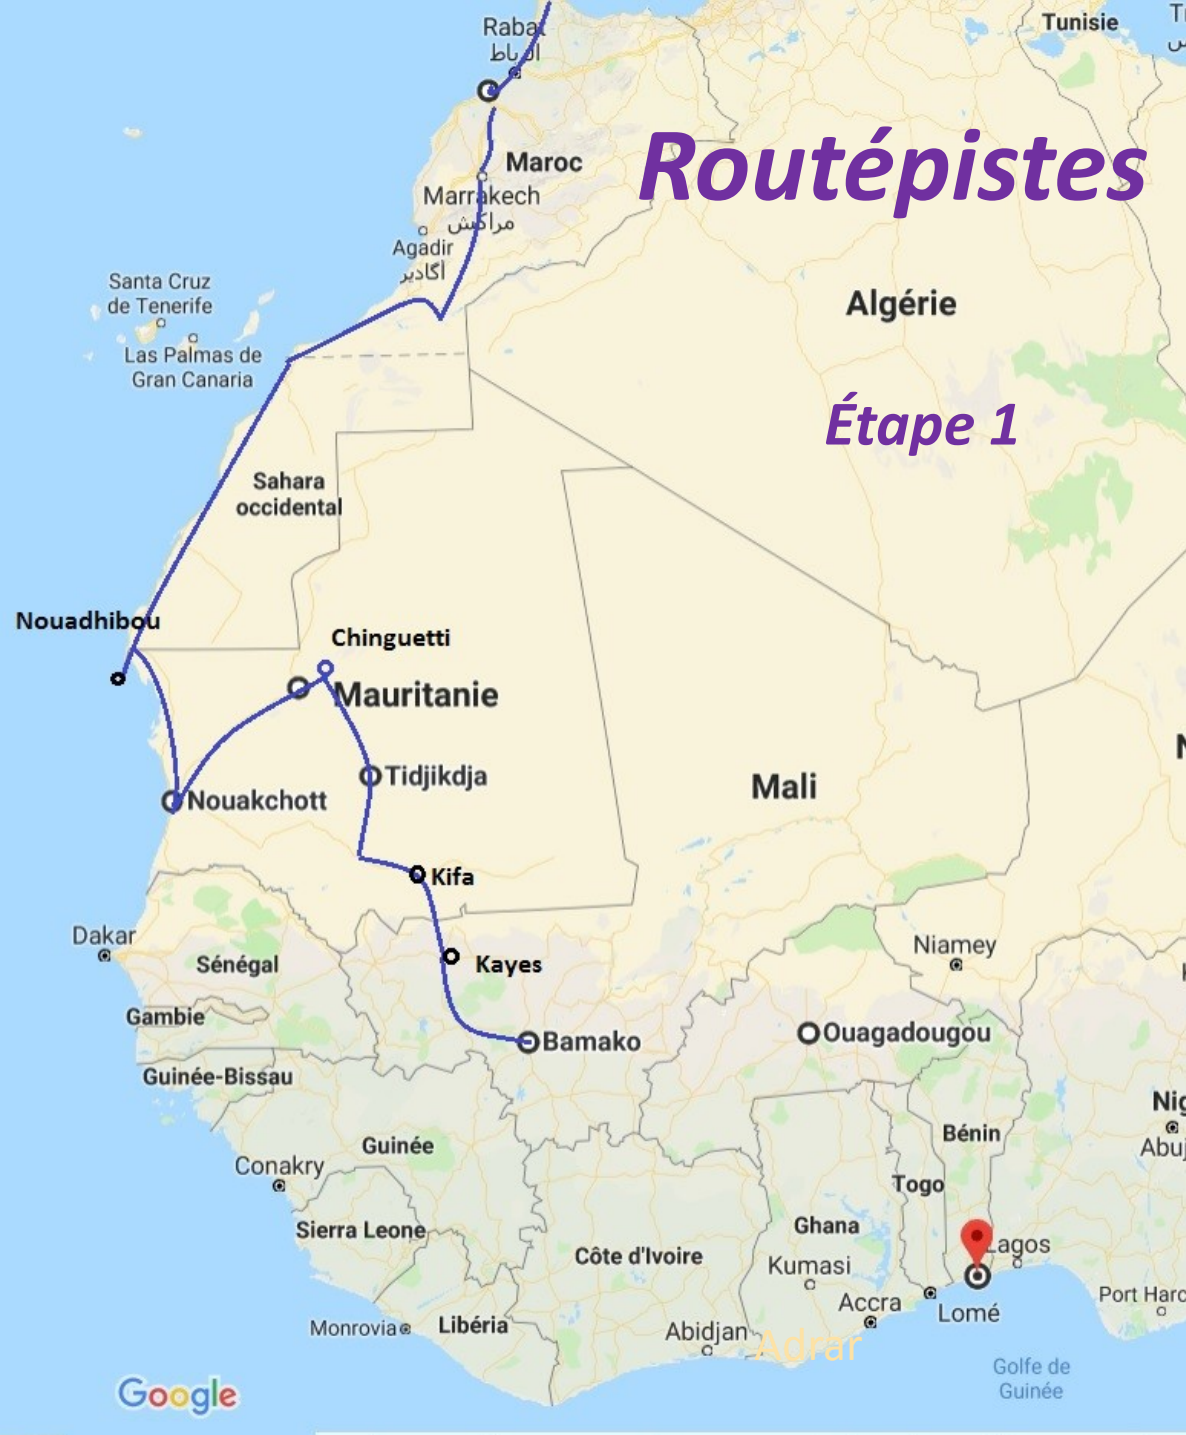 Rabat
الرباط
Tunisie
Routépistes
Maroc
Marrakech
مراكش
Agadir
أكادير
Santa Cruz
de Tenerife
Las Palmas de
Gran Canaria
Algérie
Étape 1
Sahara
occidental
Nouadhibou
Chinguetti
Mauritanie
Tidjikdja
Nouakchott
Mali
Kifa
Dakar
Sénégal
Kayes
Niamey
Gambie
Bamako
Ouagadougou
Guinée-Bissau
Nig
Guinée
Bénin
Abuj
Conakry
Togo
Sierra Leone
Ghana
Lagos
Côte d'Ivoire
Kumasi
Port Harc
Accra
Lomé
Monrovia
Libéria
Abidjan
Adrar
Golfe de
Guinée
Google